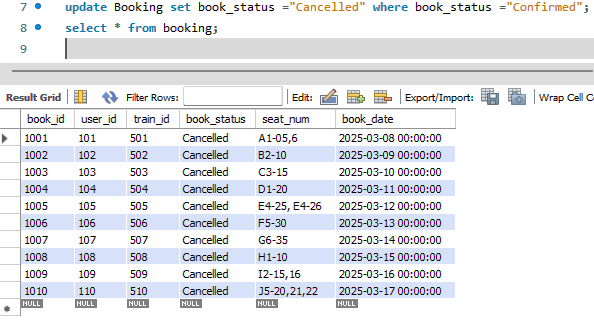 7 update Booking set book_status ="Cancelled" where book_status ="Confirmed";
8 select * from booking;
9
Result Grid Filter Rows: Edit: Export/Import: Wrap Cell C
book_id user_id train_id book_status seat_num book_date
1001 101 501 Cancelled A1-05,6 2025-03-08 00:00:00
1002 102 502 Cancelled B2-10 2025-03-09 00:00:00
1003 103 503 Cancelled C3-15 2025-03-10 00:00:00
1004 104 504 Cancelled D1-20 2025-03-11 00:00:00
1005 105 505 Cancelled E4-25, E4-26 2025-03-12 00:00:00
1006 106 506 Cancelled F5-30 2025-03-13 00:00:00
1007 107 507 Cancelled G6-35 2025-03-14 00:00:00
1008 108 508 Cancelled H1-10 2025-03-15 00:00:00
1009 109 509 Cancelled I2-15,16 2025-03-16 00:00:00
1010 110 510 Cancelled J5-20,21,22 2025-03-17 00:00:00
NULL NULL NULL NULL NULL NULL